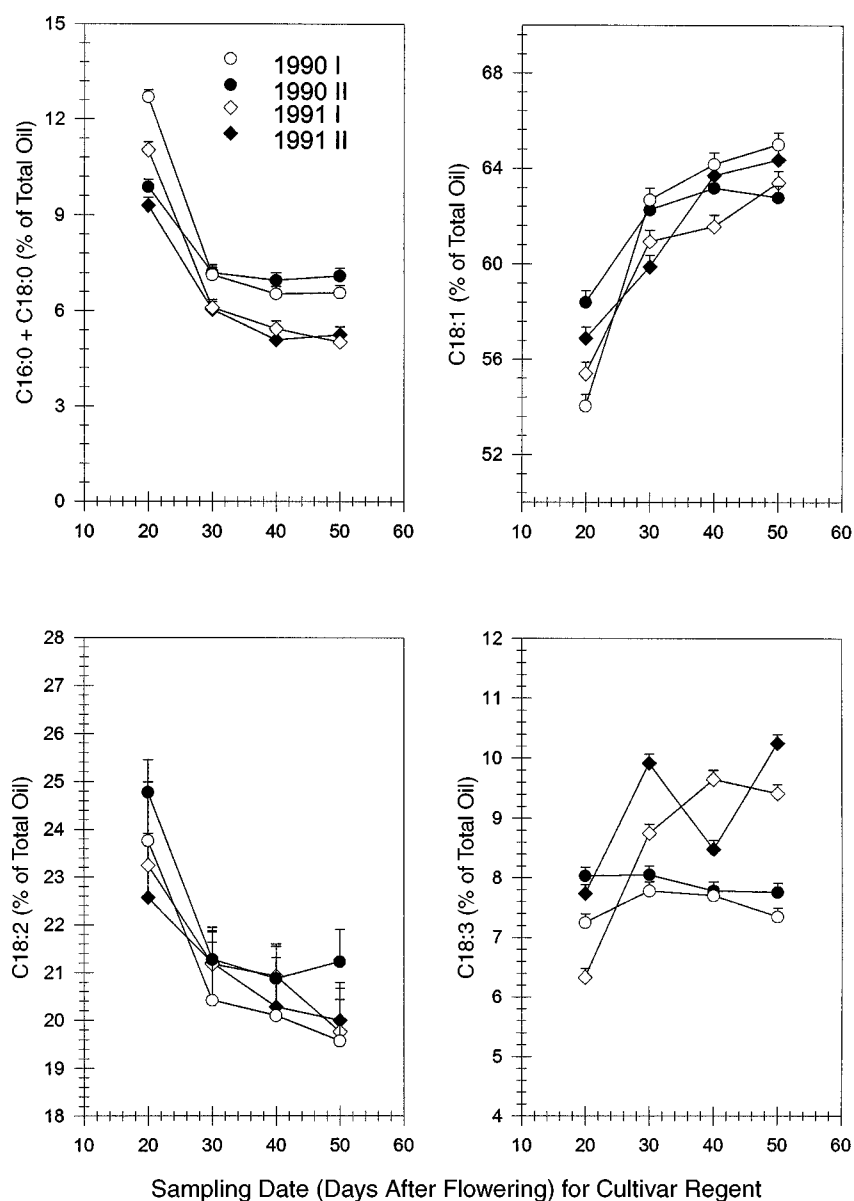 15
12
9
6
3
0
C16:0 + C18:0 (% of Total Oil)
1990 I
1990 II
1991 I
1991 II
10 20 30 40 50 60
68
64
60
56
52
C18:1 (% of Total Oil)
10 20 30 40 50 60
28
27
26
25
24
23
22
21
20
19
18
C18:2 (% of Total Oil)
10 20 30 40 50 60
12
11
10
9
8
7
6
5
4
C18:3 (% of Total Oil)
10 20 30 40 50 60
Sampling Date (Days After Flowering) for Cultivar Regent